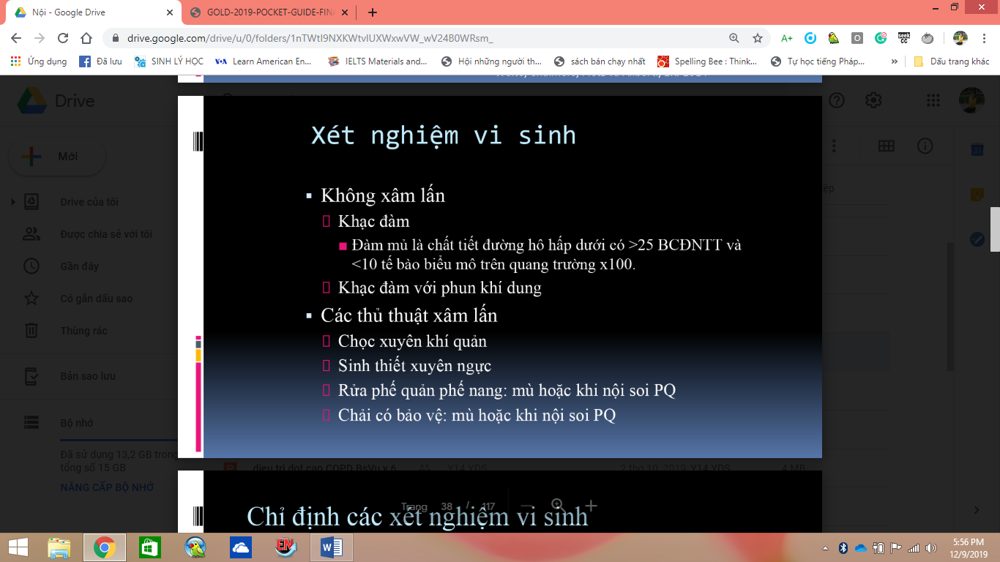 Nội - Google Drive
GOLD-2019-POCKET-GUIDE-FINA
drive.google.com/drive/u/0/folders/1nTWtI9NXKWtvIUXWxwVW_wV24B0WRsm_
Ứng dụng
Đã lưu
SINH LÝ HỌC
Learn American En...
IELTS Materials and...
Hội những người th...
sách bán chạy nhất
Spelling Bee : Think...
Tự học tiếng Pháp...
Dấu trang khác
Drive
Mới
Drive của tôi
Được chia sẻ với tôi
Gần đây
Có gắn dấu sao
Thùng rác
Bản sao lưu
Bộ nhớ
Đã sử dụng 13,2 GB trong
tổng số 15 GB
NÂNG CẤP BỘ NHỚ
Xét nghiệm vi sinh
Không xâm lấn
Khạc đàm
Đàm mủ là chất tiết đường hô hấp dưới có >25 BCĐNTT và
<10 tế bào biểu mô trên quang trường x100.
Khạc đàm với phun khí dung
Các thủ thuật xâm lấn
Chọc xuyên khí quản
Sinh thiết xuyên ngực
Rửa phế quản phế nang: mù hoặc khi nội soi PQ
Chải có bảo vệ: mù hoặc khi nội soi PQ
dieu tri dot cap COPD BsVu y 6
Y14 YDS
2 thg 10, 2019 Y14 YDS
4 MB
Trang 38 / 117
Chỉ định các xét nghiệm vi sinh
5:56 PM
12/9/2019